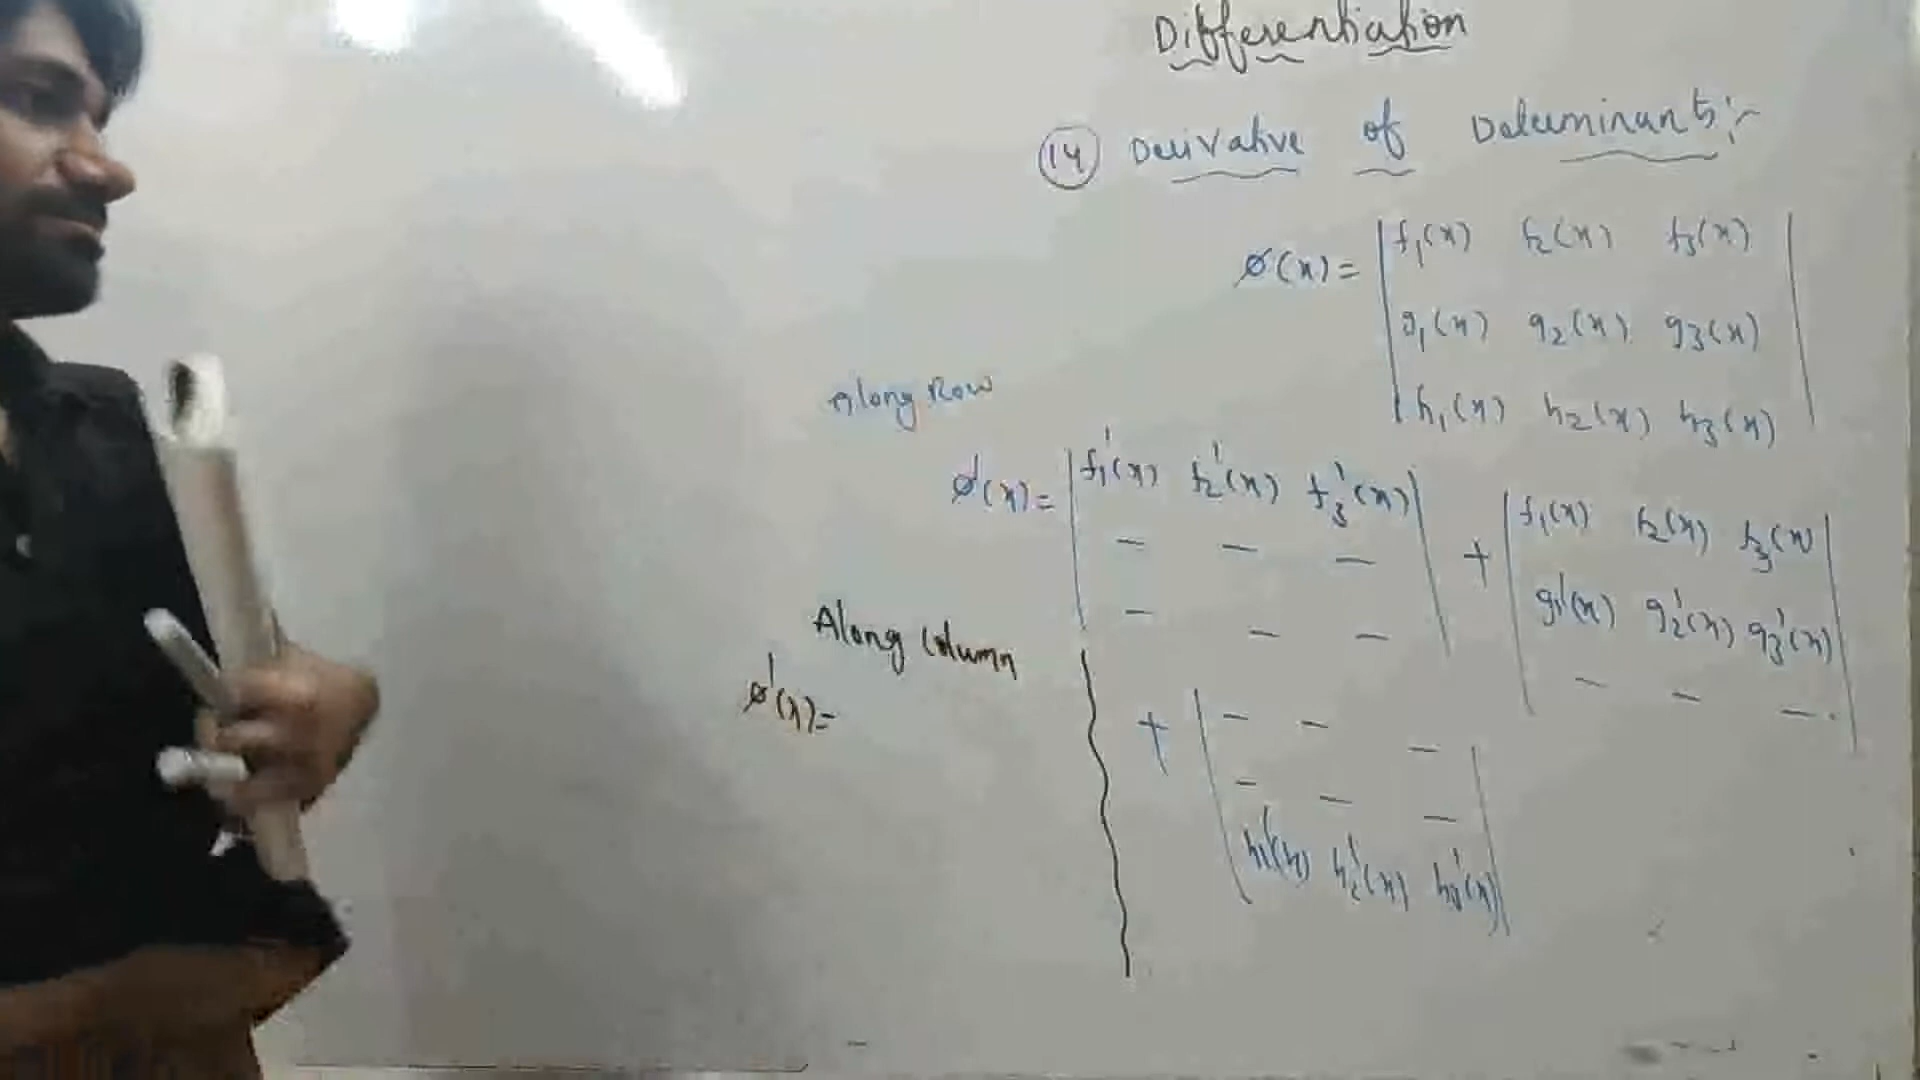 Differentiation
14 Derivative of Determinants:-
f₁(x) f₂(x) f₃(x)
ø(x)=
g₁(x) g₂(x) g₃(x)
h₁(x) h₂(x) h₃(x)
Along Row
ø'(x)= | f₁'(x) f₂'(x) f₃'(x) | + | f₁(x) f₂(x) f₃(x) |
— — — g₁'(x) g₂'(x) g₃'(x)
— — — — — —
Along column
ø'(x)=
+ | — — — |
— — —
h₁'(x) h₂'(x) h₃'(x)